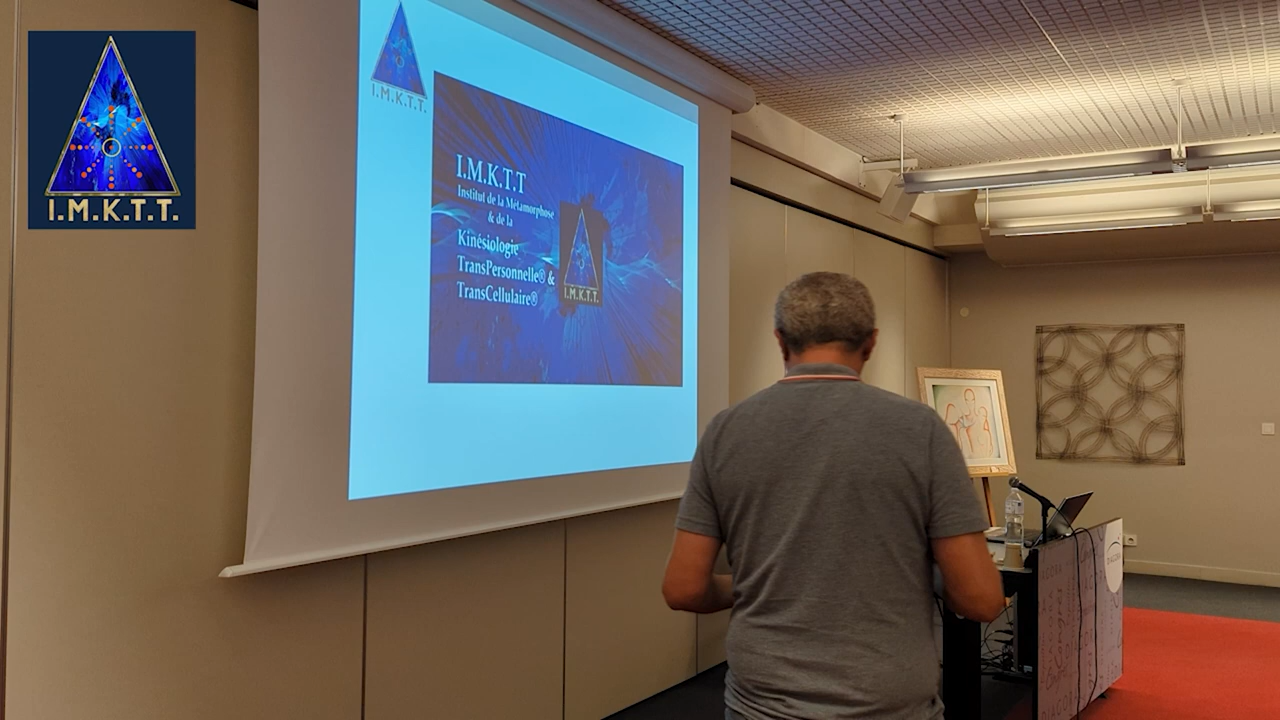 I.M.K.T.T.
I.M.K.T.T.
I.M.K.T.T
Institut de la Métamorphose
& de la
Kinésiologie
TransPersonnelle® &
TransCellulaire®
I.M.K.T.T.